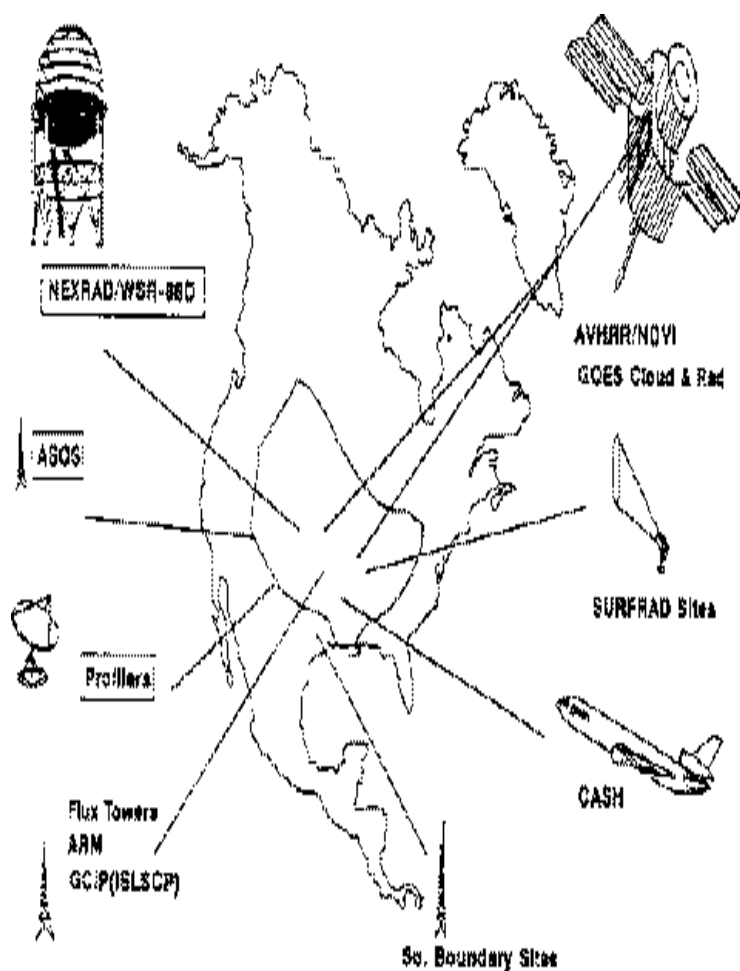 NEXRAD/WSR-88D
AVHRR/NDVI
GOES Cloud & Rad
ASOS
SURFRAD Sites
Profilers
CASH
Flux Towers
ARM
GCIP(ISLSCP)
So. Boundary Sites